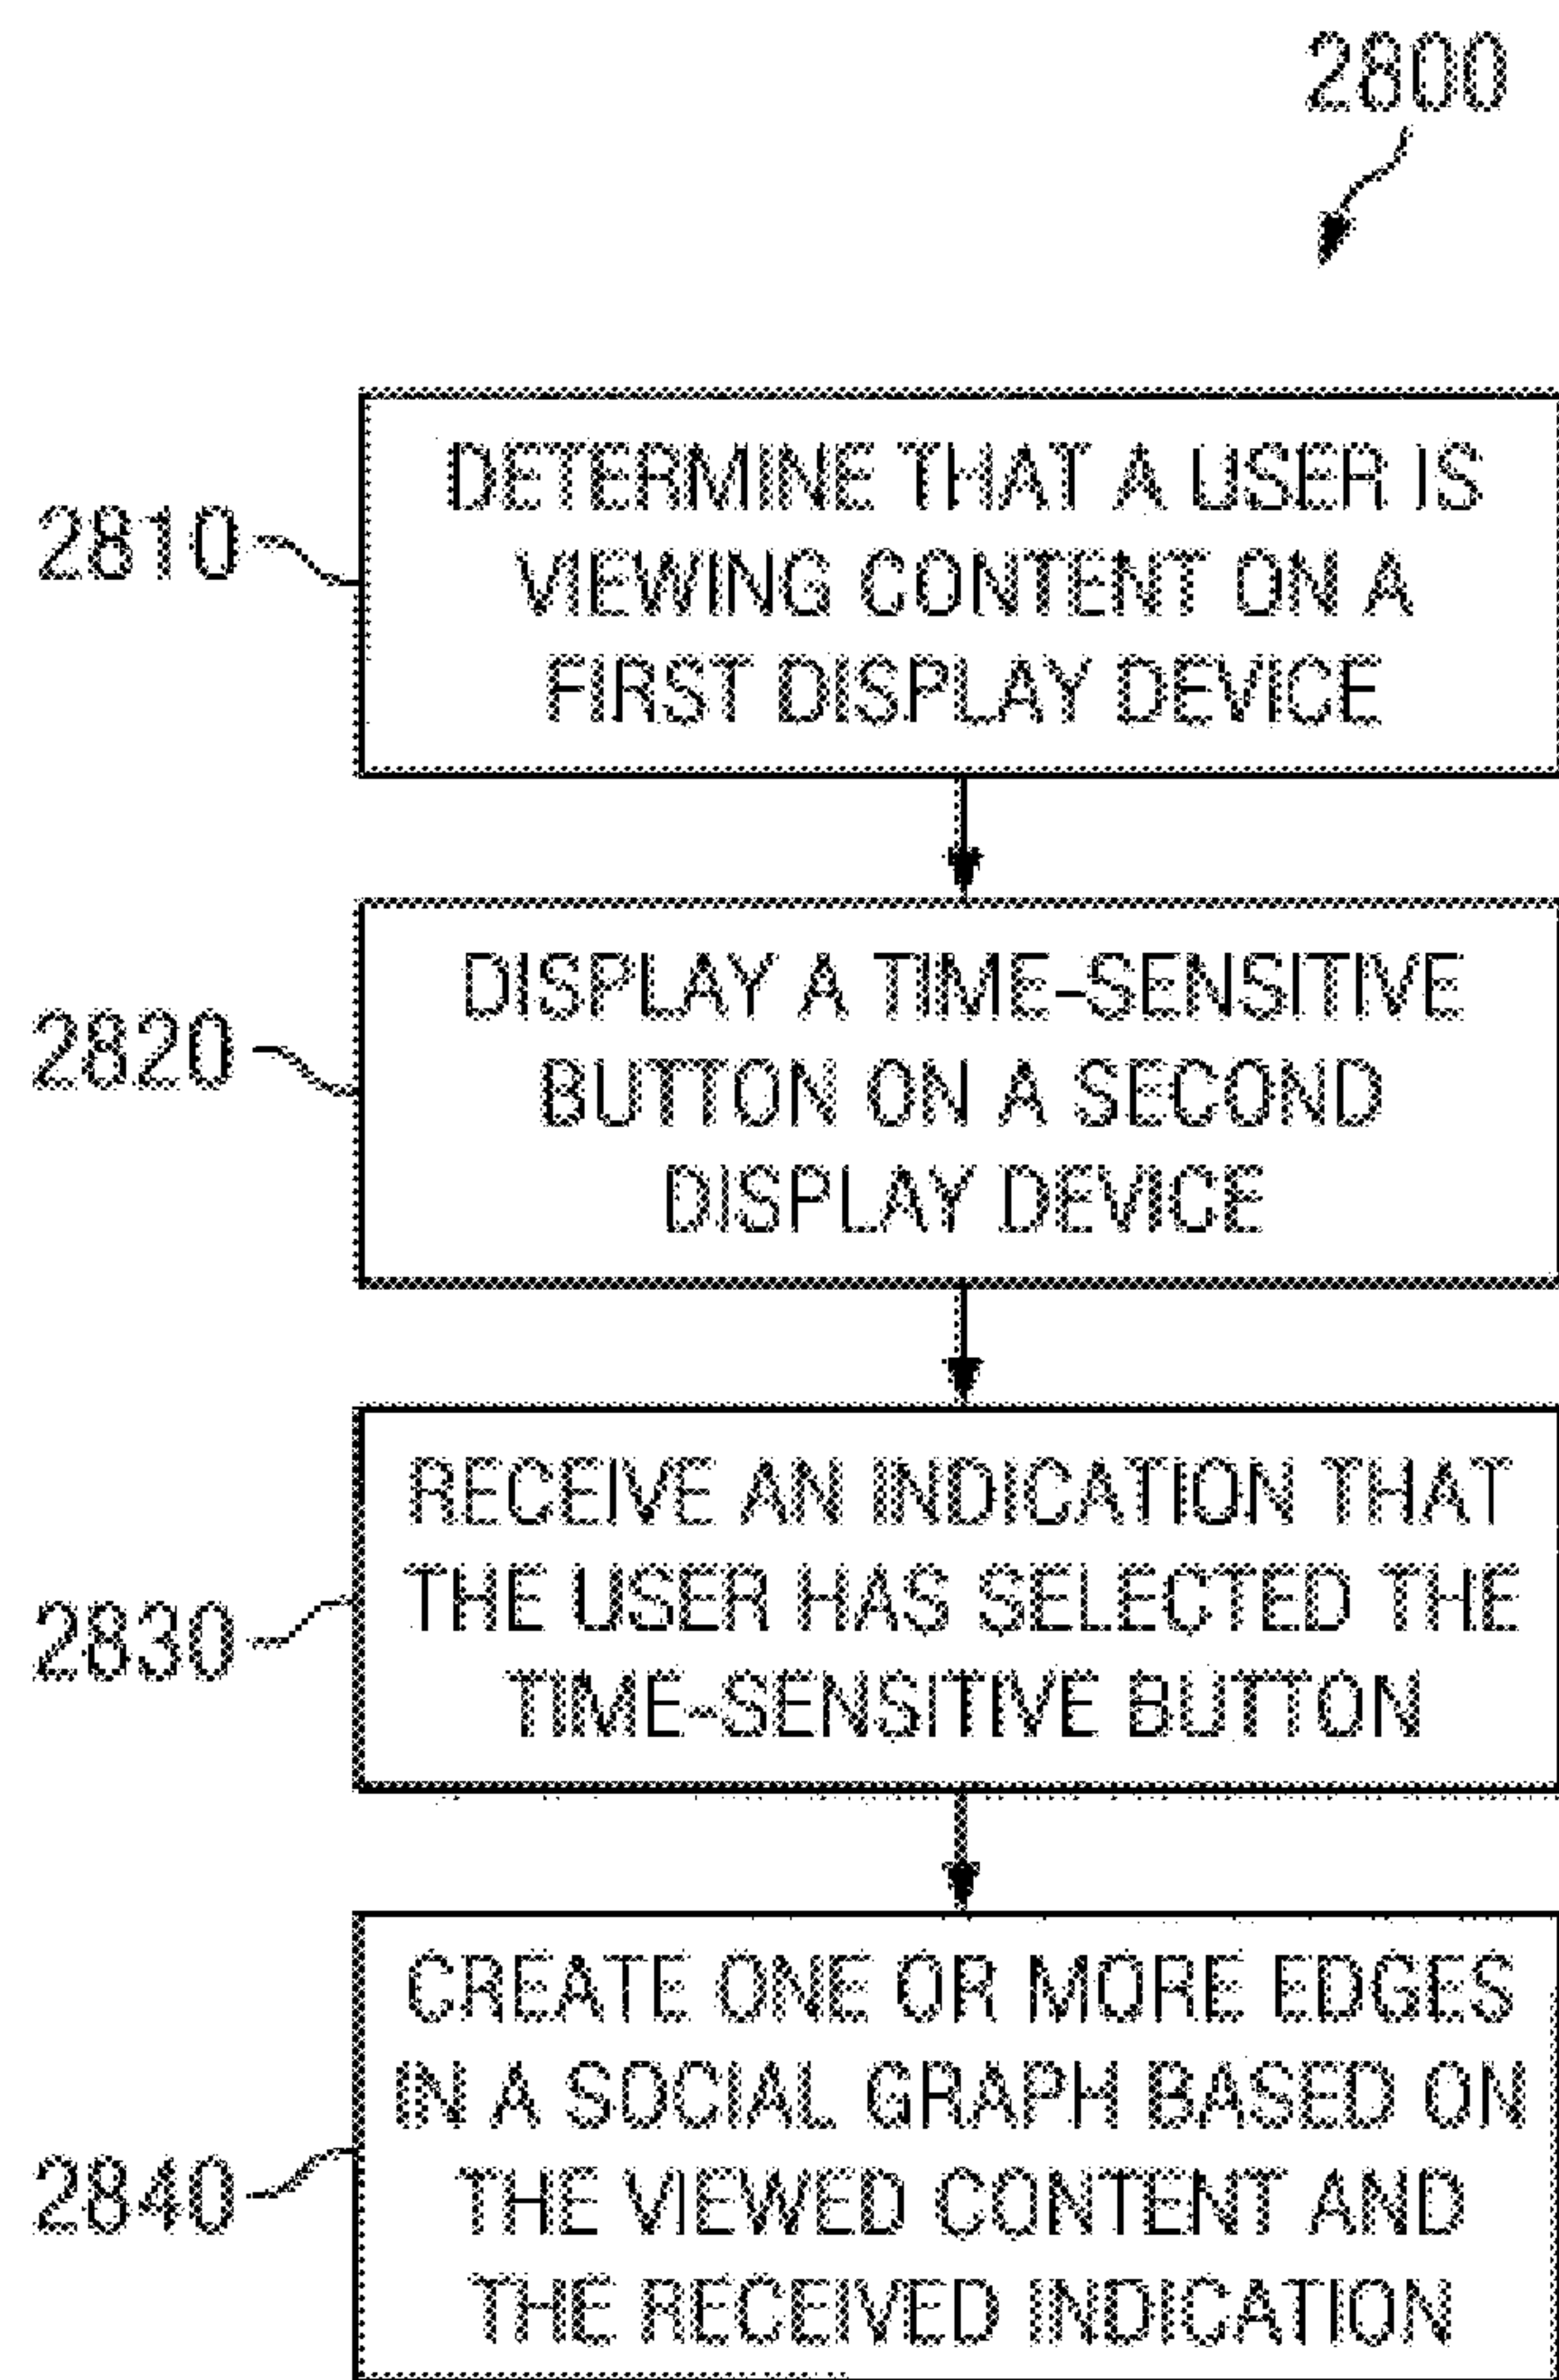 2800
2810
DETERMINE THAT A USER IS
VIEWING CONTENT ON A
FIRST DISPLAY DEVICE
2820
DISPLAY A TIME-SENSITIVE
BUTTON ON A SECOND
DISPLAY DEVICE
2830
RECEIVE AN INDICATION THAT
THE USER HAS SELECTED THE
TIME-SENSITIVE BUTTON
2840
CREATE ONE OR MORE EDGES
IN A SOCIAL GRAPH BASED ON
THE VIEWED CONTENT AND
THE RECEIVED INDICATION